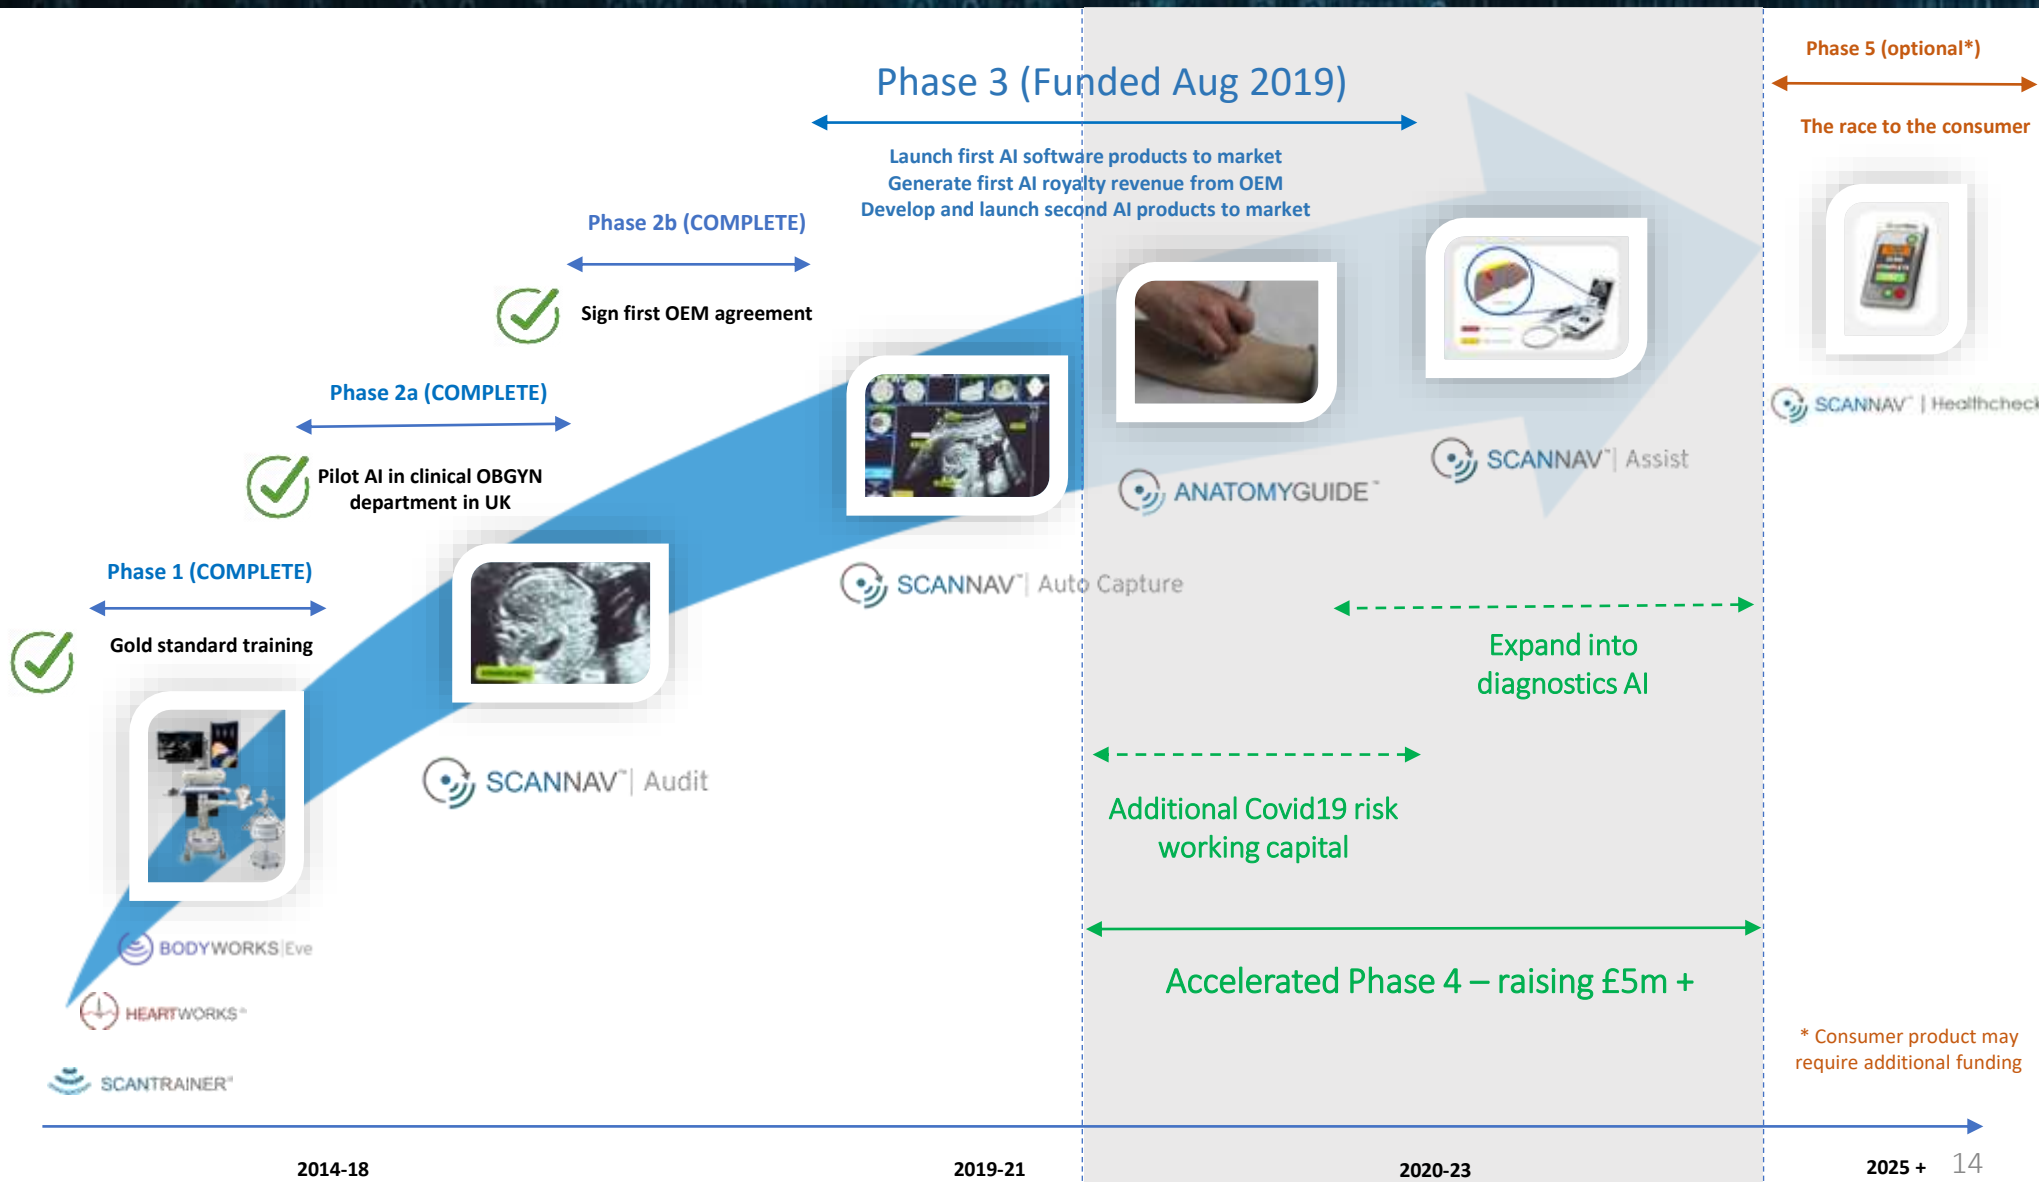 Phase 5 (optional*)
The race to the consumer
SCANNAV™ | Healthcheck
* Consumer product may
require additional funding
Phase 3 (Funded Aug 2019)
Launch first AI software products to market
Generate first AI royalty revenue from OEM
Develop and launch second AI products to market
Phase 2b (COMPLETE)
Sign first OEM agreement
Phase 2a (COMPLETE)
Pilot AI in clinical OBGYN
department in UK
Phase 1 (COMPLETE)
Gold standard training
BODYWORKS|Eve
HEARTWORKS
SCANTRAINER
SCANNAV™ | Audit
SCANNAV™ | Auto Capture
ANATOMYGUIDE™
SCANNAV™ | Assist
Expand into
diagnostics AI
Additional Covid19 risk
working capital
Accelerated Phase 4 – raising £5m +
2014-18
2019-21
2020-23
2025 +
14